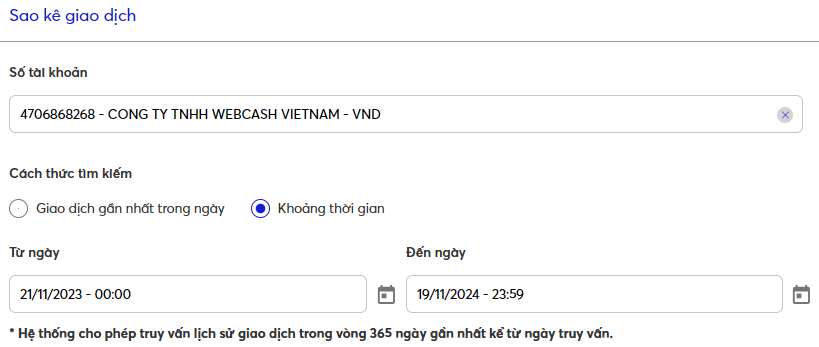 Sao kê giao dịch
Số tài khoản
4706868268 - CONG TY TNHH WEBCASH VIETNAM - VND
Cách thức tìm kiếm
Giao dịch gần nhất trong ngày Khoảng thời gian
Từ ngày Đến ngày
21/11/2023 - 00:00 19/11/2024 - 23:59
* Hệ thống cho phép truy vấn lịch sử giao dịch trong vòng 365 ngày gần nhất kể từ ngày truy vấn.